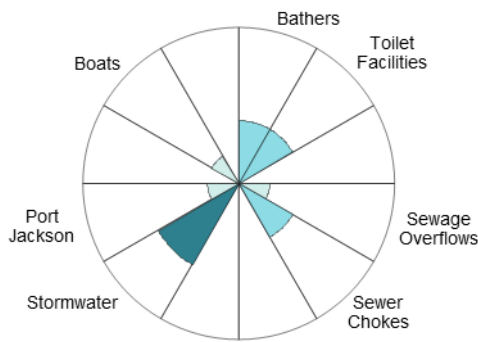 Bathers
Toilet
Facilities
Boats
Port
Jackson
Sewage
Overflows
Stormwater
Sewer
Chokes